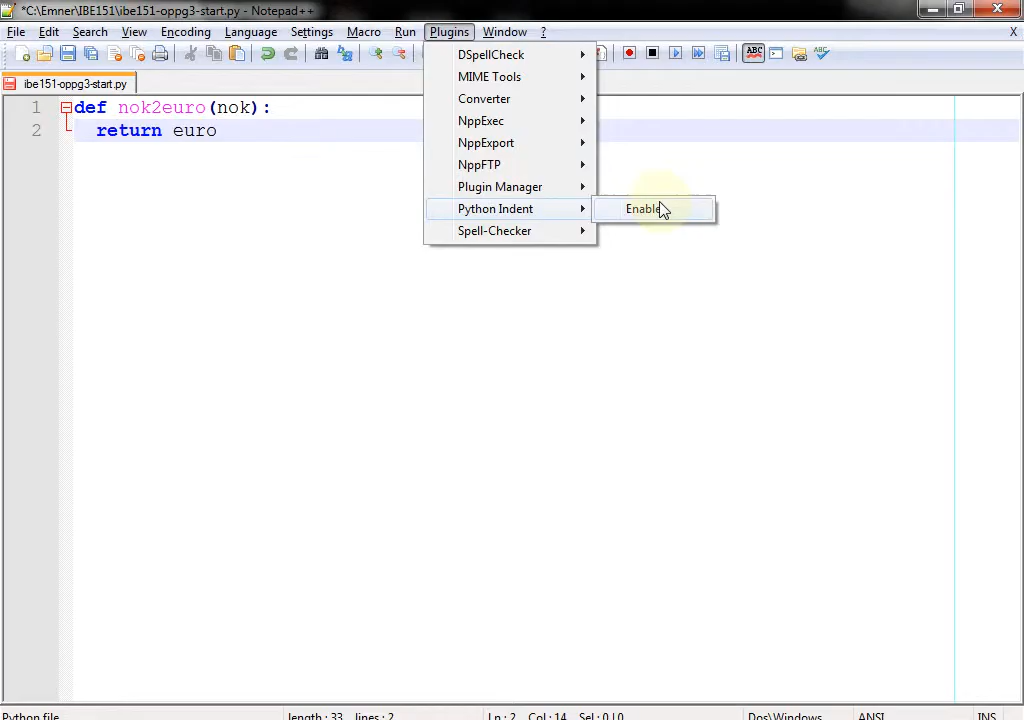 *C:\Emner\IBE151\ibe151-oppg3-start.py - Notepad++
File Edit Search View Encoding Language Settings Macro Run Plugins Window ? X
ABC ABC
ibe151-oppg3-start.py
1 def nok2euro(nok):
2 return euro
DSpellCheck
MIME Tools
Converter
NppExec
NppExport
NppFTP
Plugin Manager
Python Indent
Enable
Spell-Checker
Python file length : 33 lines : 2 Ln : 2 Col : 14 Sel : 0 | 0 Dos\Windows ANSI INS